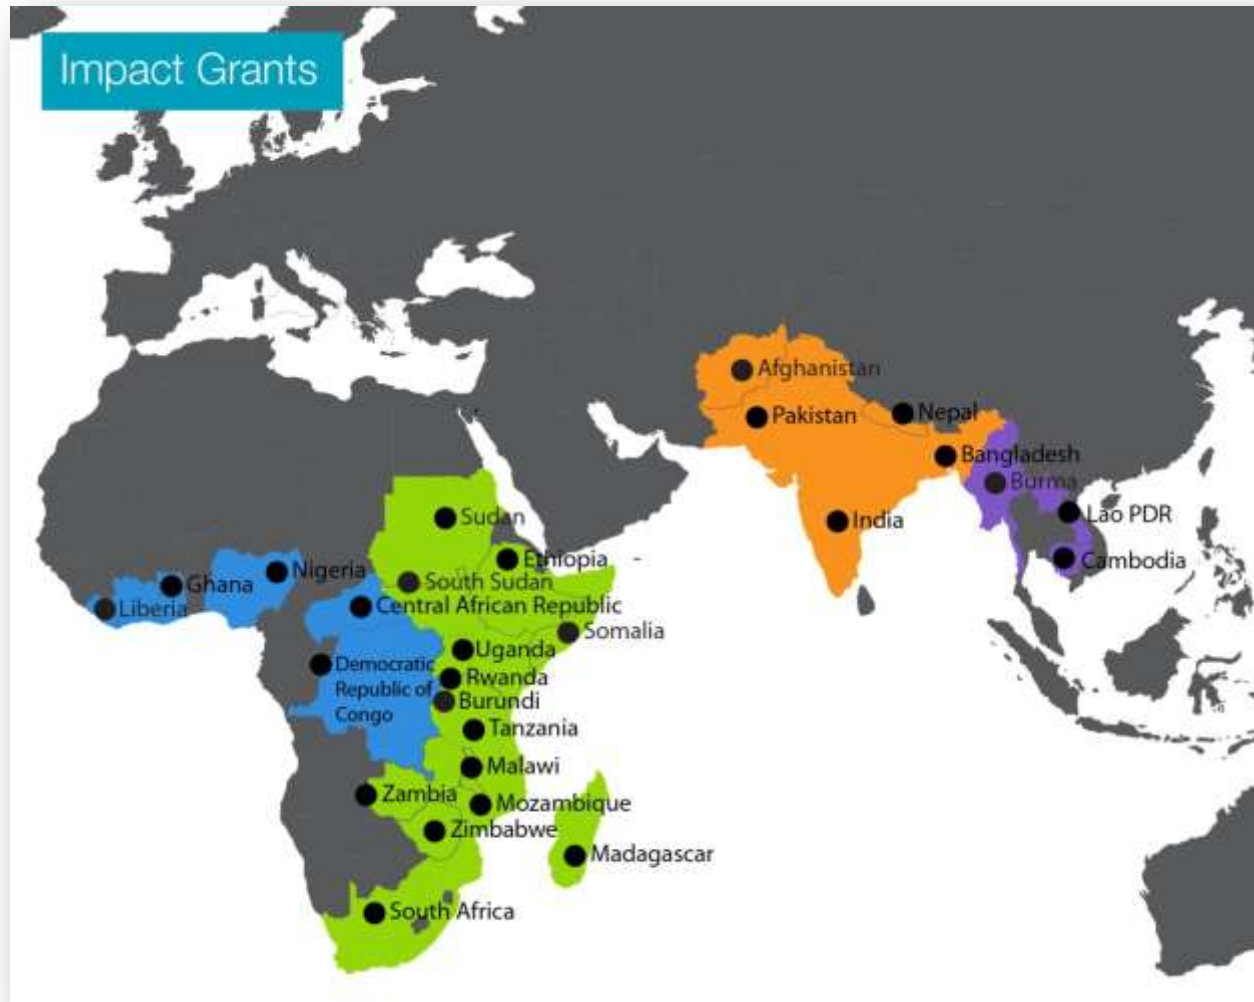 Impact Grants
Afghanistan
Pakistan
Nepal
Bangladesh
Burma
India
Lao PDR
Cambodia
Sudan
Ethiopia
Nigeria
Ghana
Liberia
South Sudan
Central African Republic
Somalia
Uganda
Democratic
Republic of
Congo
Rwanda
Burundi
Tanzania
Malawi
Zambia
Mozambique
Zimbabwe
Madagascar
South Africa